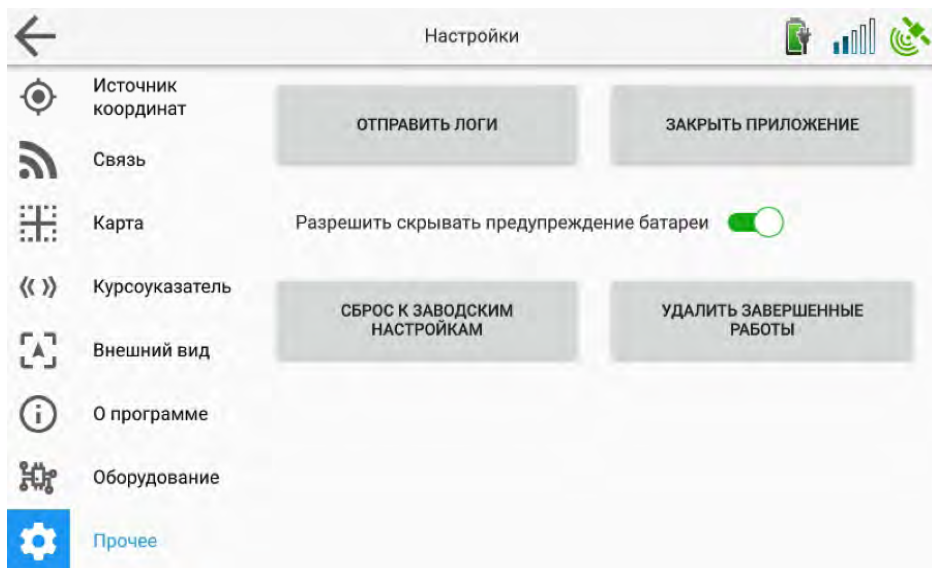 Настройки
Источник
координат
Связь
Карта
Курсоуказатель
Внешний вид
О программе
Оборудование
Прочее
ОТПРАВИТЬ ЛОГИ
ЗАКРЫТЬ ПРИЛОЖЕНИЕ
Разрешить скрывать предупреждение батареи
СБРОС К ЗАВОДСКИМ
НАСТРОЙКАМ
УДАЛИТЬ ЗАВЕРШЕННЫЕ
РАБОТЫ